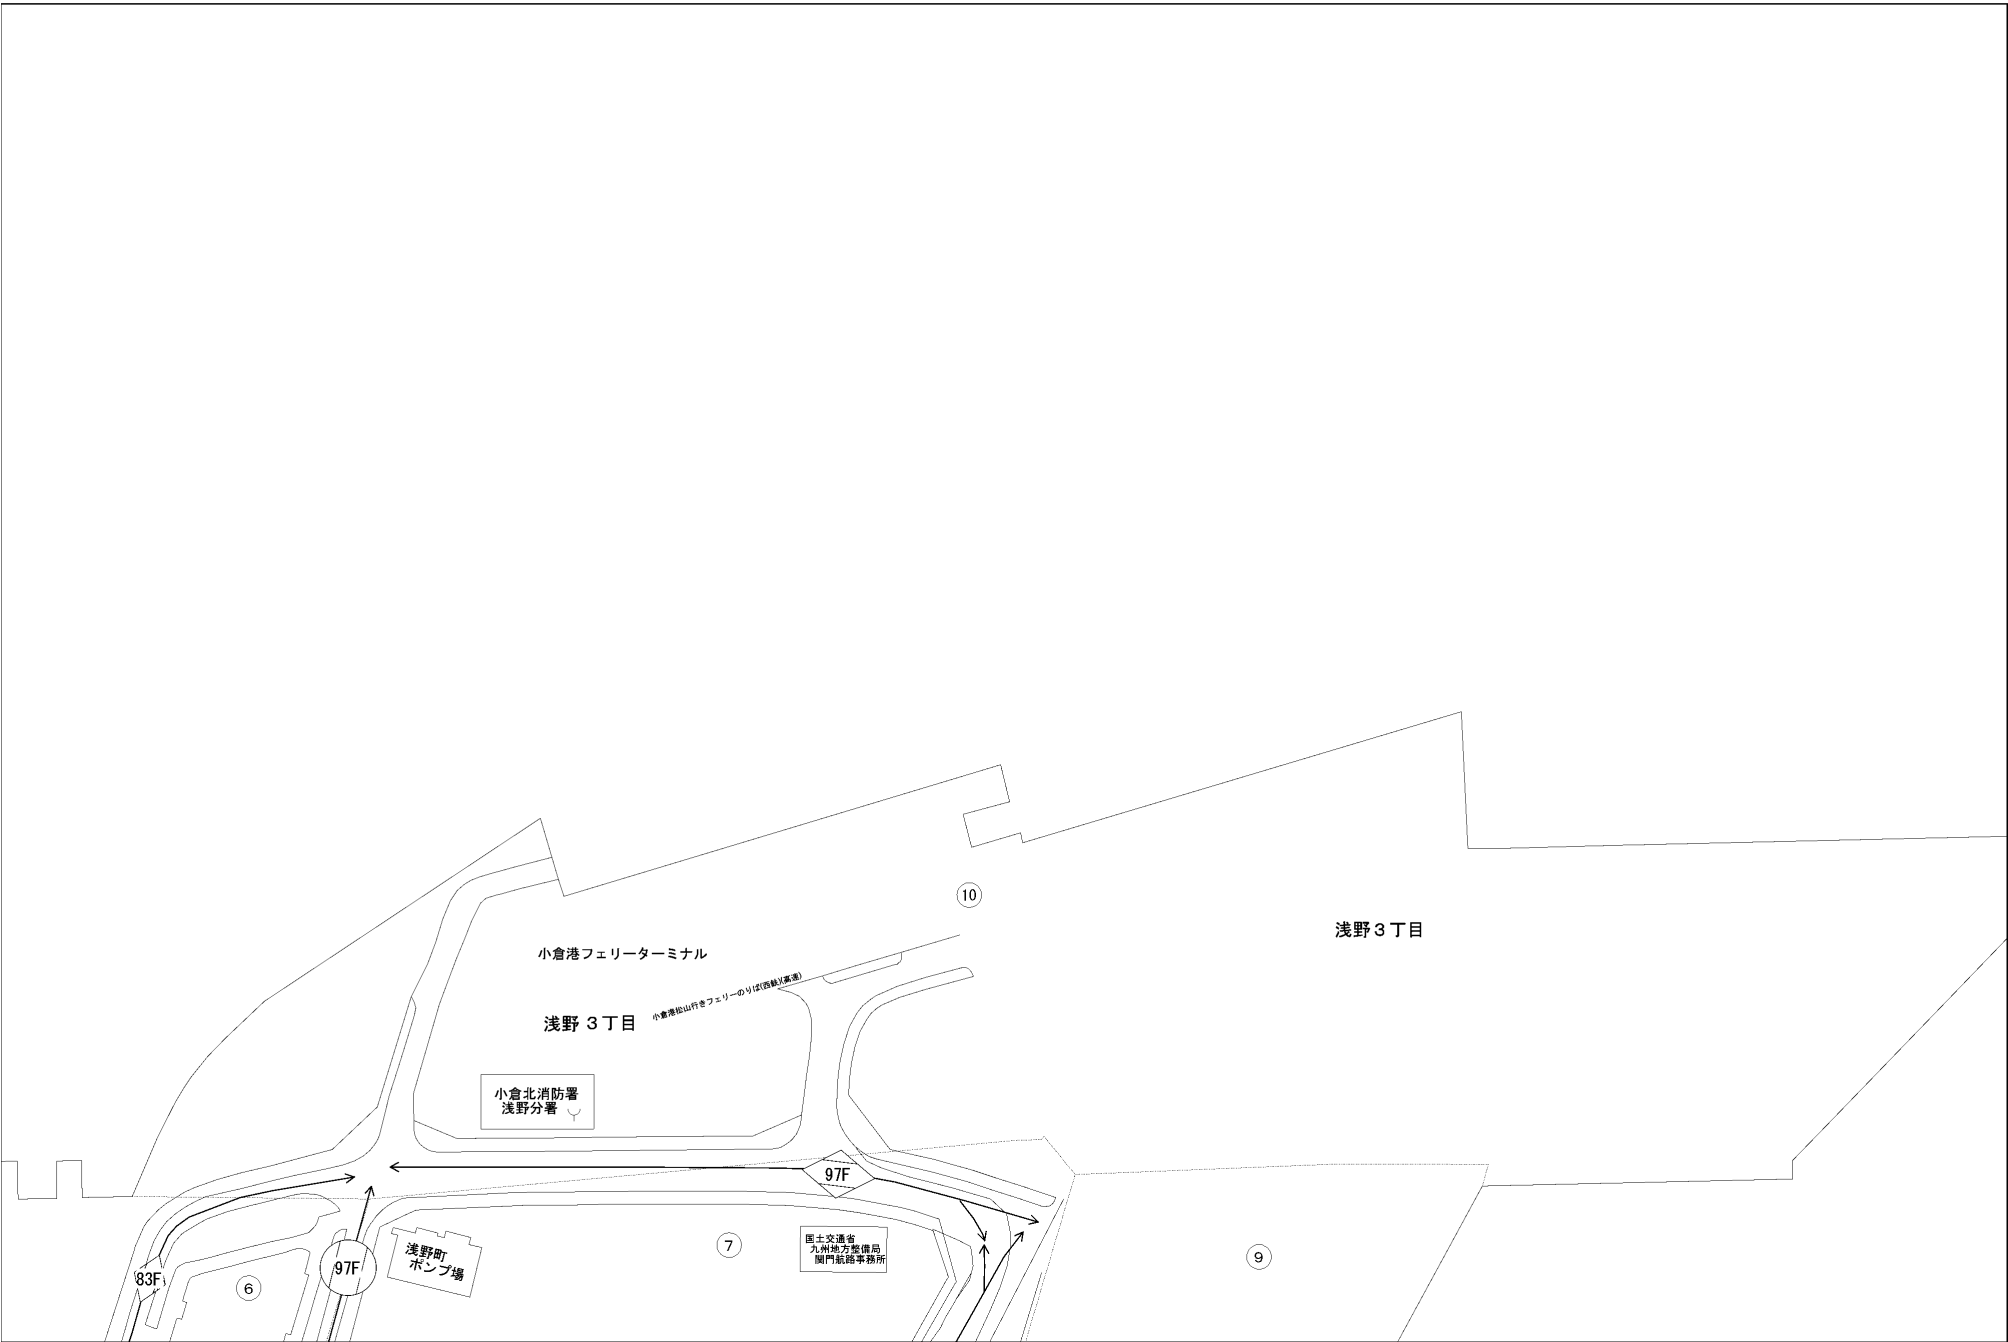 ⑩
浅野３丁目
小倉港フェリーターミナル
小倉港松山行きフェリーのりば(西鉄)(高速)
浅野３丁目
小倉北消防署
浅野分署
97F
83F
97F
浅野町
ポンプ場
⑥
⑦
国土交通省
九州地方整備局
関門航路事務所
⑨